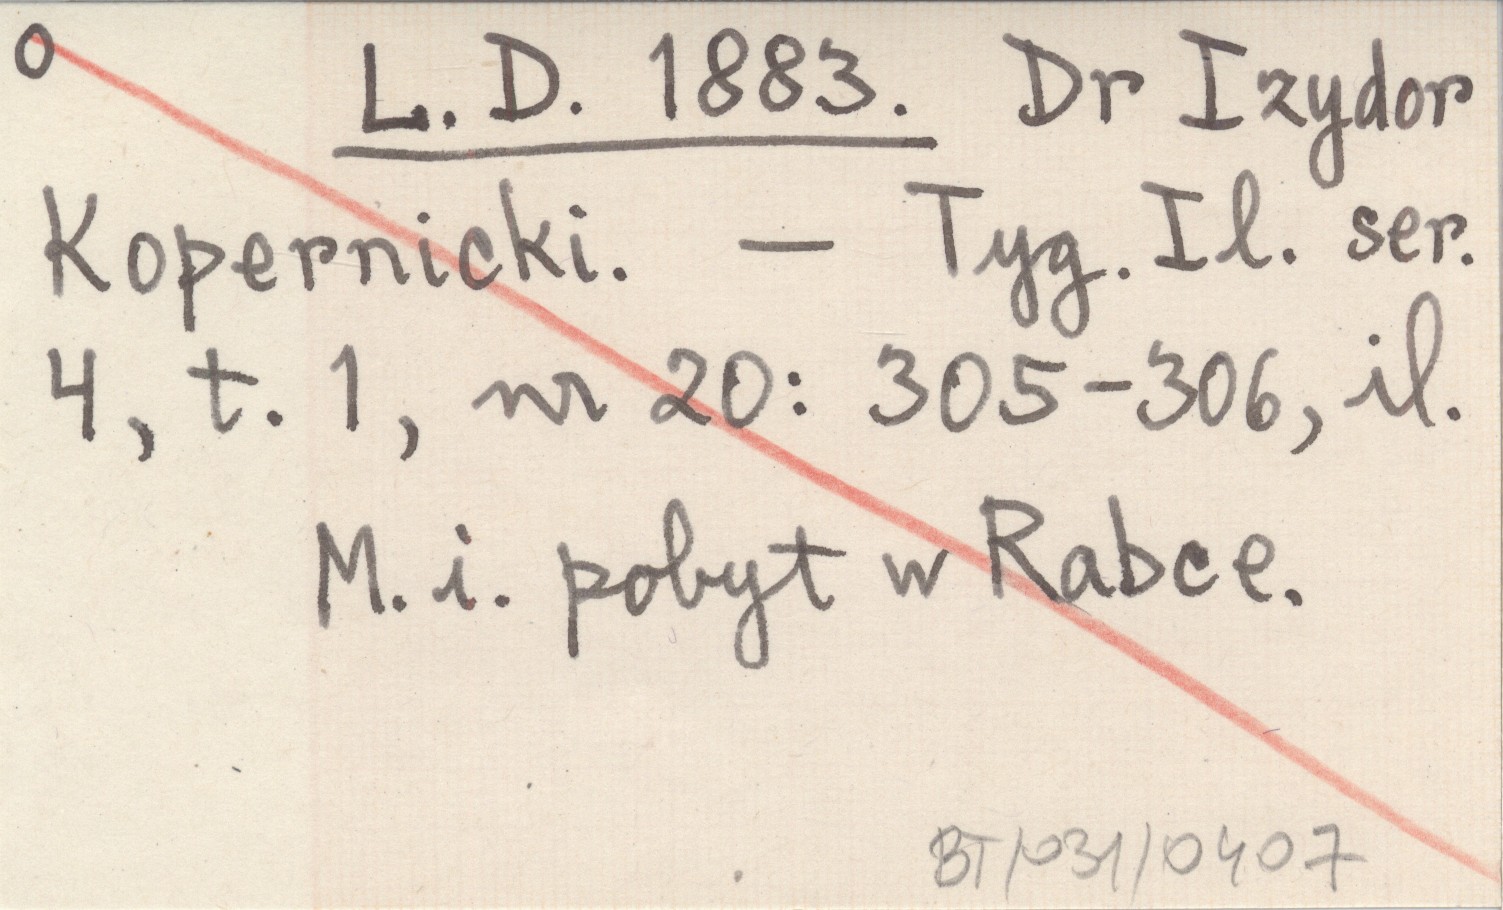 o
L. D. 1883. Dr Izydor
Kopernicki. — Tyg. Il. ser.
4, t. 1, nr 20: 305-306, il.
M. i. pobyt w Rabce.
BT/031/0407